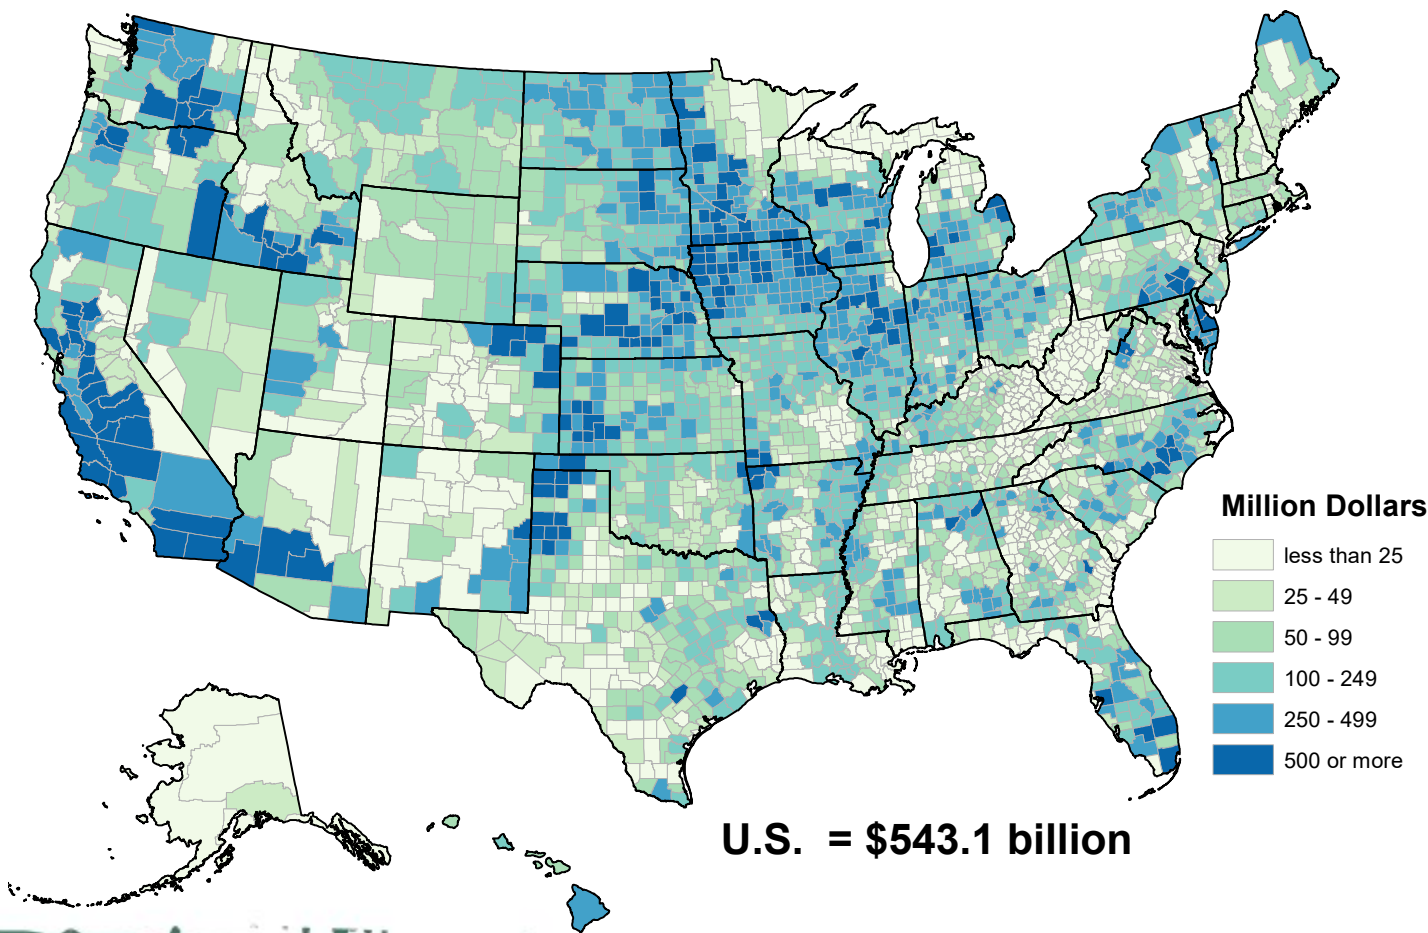 Million Dollars
less than 25
25 - 49
50 - 99
100 - 249
250 - 499
500 or more
U.S. = $543.1 billion